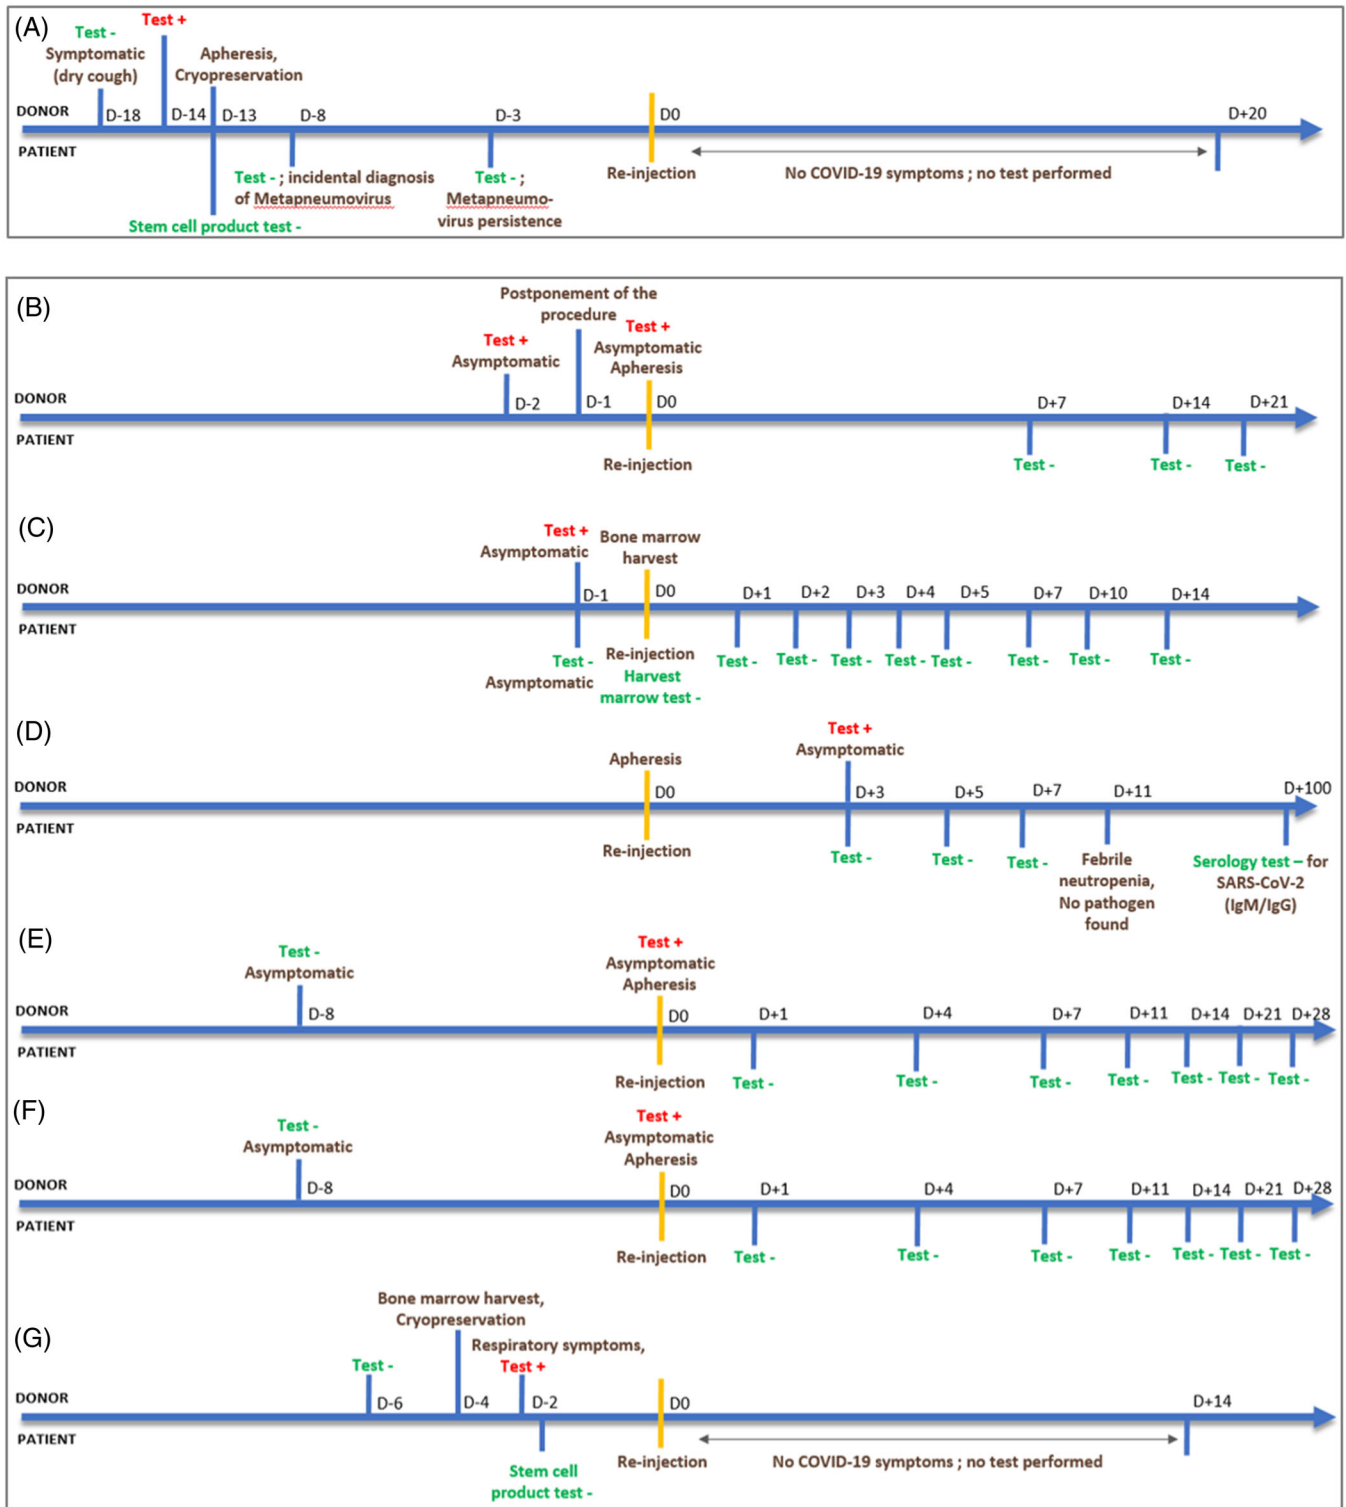 (A)
Test -
Symptomatic
(dry cough)
Test +
Apheresis,
Cryopreservation
DONOR
D-18
D-14
D-13
D-8
D-3
D0
D+20
PATIENT
Test - ; incidental diagnosis
of Metapneumovirus
Test - ;
Metapneumo-
virus persistence
Re-injection
No COVID-19 symptoms ; no test performed
Stem cell product test -
(B)
Postponement of the
procedure
Test +
Asymptomatic
Test +
Asymptomatic
Apheresis
DONOR
D-2
D-1
D0
D+7
D+14
D+21
PATIENT
Re-injection
Test -
Test -
Test -
(C)
Test +
Asymptomatic
Bone marrow
harvest
DONOR
D-1
D0
D+1
D+2
D+3
D+4
D+5
D+7
D+10
D+14
PATIENT
Test -
Asymptomatic
Re-injection
Harvest
marrow test -
Test -
Test -
Test -
Test -
Test -
Test -
Test -
Test -
(D)
Apheresis
Test +
Asymptomatic
DONOR
D0
D+3
D+5
D+7
D+11
D+100
PATIENT
Re-injection
Test -
Test -
Test -
Febrile
neutropenia,
No pathogen
found
Serology test – for
SARS-CoV-2
(IgM/IgG)
(E)
Test -
Asymptomatic
Test +
Asymptomatic
Apheresis
DONOR
D-8
D0
D+1
D+4
D+7
D+11
D+14
D+21
D+28
PATIENT
Re-injection
Test -
Test -
Test -
Test -
Test -
Test -
Test -
(F)
Test -
Asymptomatic
Test +
Asymptomatic
Apheresis
DONOR
D-8
D0
D+1
D+4
D+7
D+11
D+14
D+21
D+28
PATIENT
Re-injection
Test -
Test -
Test -
Test -
Test -
Test -
Test -
(G)
Bone marrow harvest,
Cryopreservation
Test -
Respiratory symptoms,
Test +
DONOR
D-6
D-4
D-2
D0
D+14
PATIENT
Stem cell
product test -
Re-injection
No COVID-19 symptoms ; no test performed